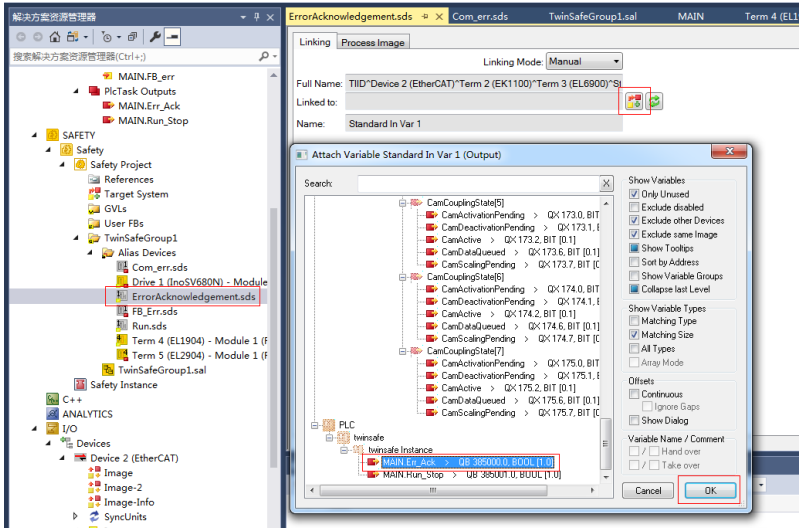 解决方案资源管理器
搜索解决方案资源管理器(Ctrl+;)
MAIN.FB_err
PlcTask Outputs
MAIN.Err_Ack
MAIN.Run_Stop
SAFETY
Safety
Safety Project
References
Target System
GVLs
User FBs
TwinSafeGroup1
Alias Devices
Com_err.sds
Drive 1 (InoSV680N) - Module
ErrorAcknowledgement.sds
FB_Err.sds
Run.sds
Term 4 (EL1904) - Module 1 (F
Term 5 (EL2904) - Module 1 (F
TwinSafeGroup1.sal
Safety Instance
C++
ANALYTICS
I/O
Devices
Device 2 (EtherCAT)
Image
Image-2
Image-Info
SyncUnits
ErrorAcknowledgement.sds
Com_err.sds
TwinSafeGroup1.sal
MAIN
Term 4 (EL1
Linking
Process Image
Linking Mode: Manual
Full Name: TIID^Device 2 (EtherCAT)^Term 2 (EK1100)^Term 3 (EL6900)^St
Linked to:
Name: Standard In Var 1
Attach Variable Standard In Var 1 (Output)
Search:
CamCouplingState[5]
CamActivationPending > QX 173.0, BIT
CamDeactivationPending > QX 173.1, B
CamActive > QX 173.2, BIT [0.1]
CamDataQueued > QX 173.6, BIT [0.1]
CamScalingPending > QX 173.7, BIT [0
CamCouplingState[6]
CamActivationPending > QX 174.0, BIT
CamDeactivationPending > QX 174.1, B
CamActive > QX 174.2, BIT [0.1]
CamDataQueued > QX 174.6, BIT [0.1]
CamScalingPending > QX 174.7, BIT [0
CamCouplingState[7]
CamActivationPending > QX 175.0, BIT
CamDeactivationPending > QX 175.1, B
CamActive > QX 175.2, BIT [0.1]
CamDataQueued > QX 175.6, BIT [0.1]
CamScalingPending > QX 175.7, BIT [0
PLC
twinsafe
twinsafe Instance
MAIN.Err_Ack > QB 385000.0, BOOL [1.0]
MAIN.Run_Stop > QB 385001.0, BOOL [1.0]
Show Variables
Only Unused
Exclude disabled
Exclude other Devices
Exclude same Image
Show Tooltips
Sort by Address
Show Variable Groups
Collapse last Level
Show Variable Types
Matching Type
Matching Size
All Types
Array Mode
Offsets
Continuous
Ignore Gaps
Show Dialog
Variable Name / Comment
/ Hand over
/ Take over
Cancel
OK